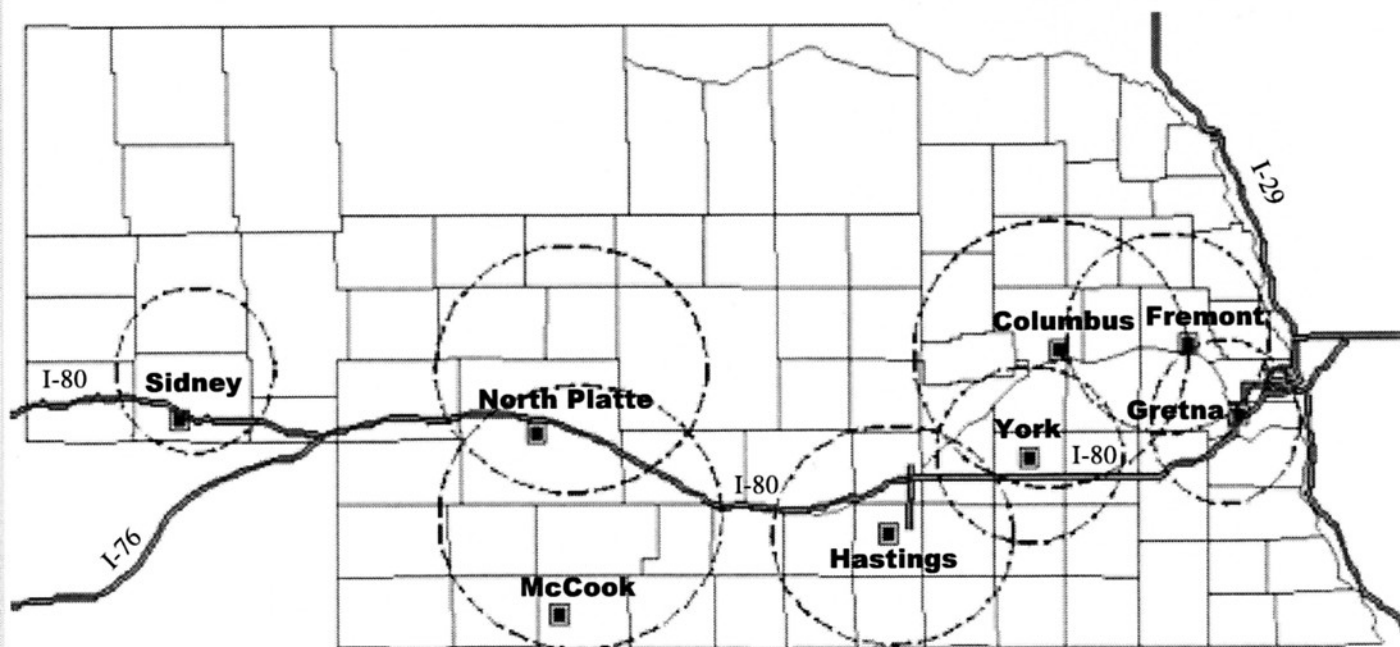 I-29
Columbus
Fremont
I-80
Sidney
North Platte
Gretna
York
I-80
I-80
I-76
Hastings
McCook